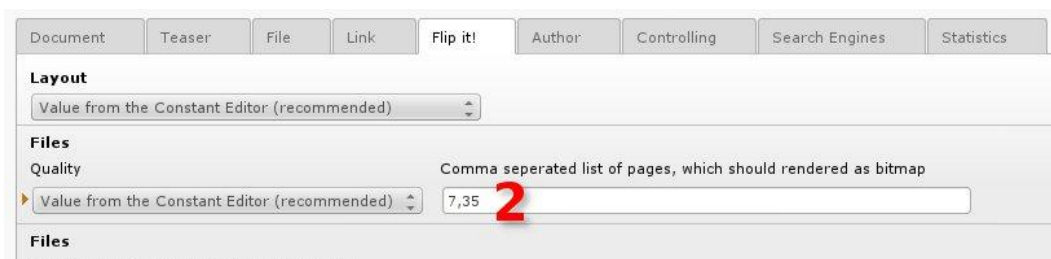 Document Teaser File Link Flip it! Author Controlling Search Engines Statistics
Layout
Value from the Constant Editor (recommended)
Files
Quality Comma seperated list of pages, which should rendered as bitmap
Value from the Constant Editor (recommended) 7,35 2
Files